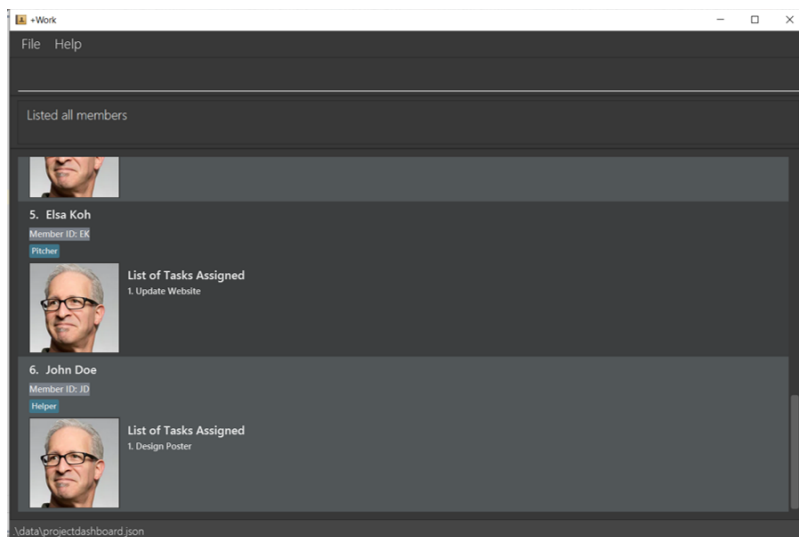 +Work
File Help
Listed all members
5. Elsa Koh
Member ID: EK
Pitcher
List of Tasks Assigned
1. Update Website
6. John Doe
Member ID: JD
Helper
List of Tasks Assigned
1. Design Poster
.\data\projectdashboard.json